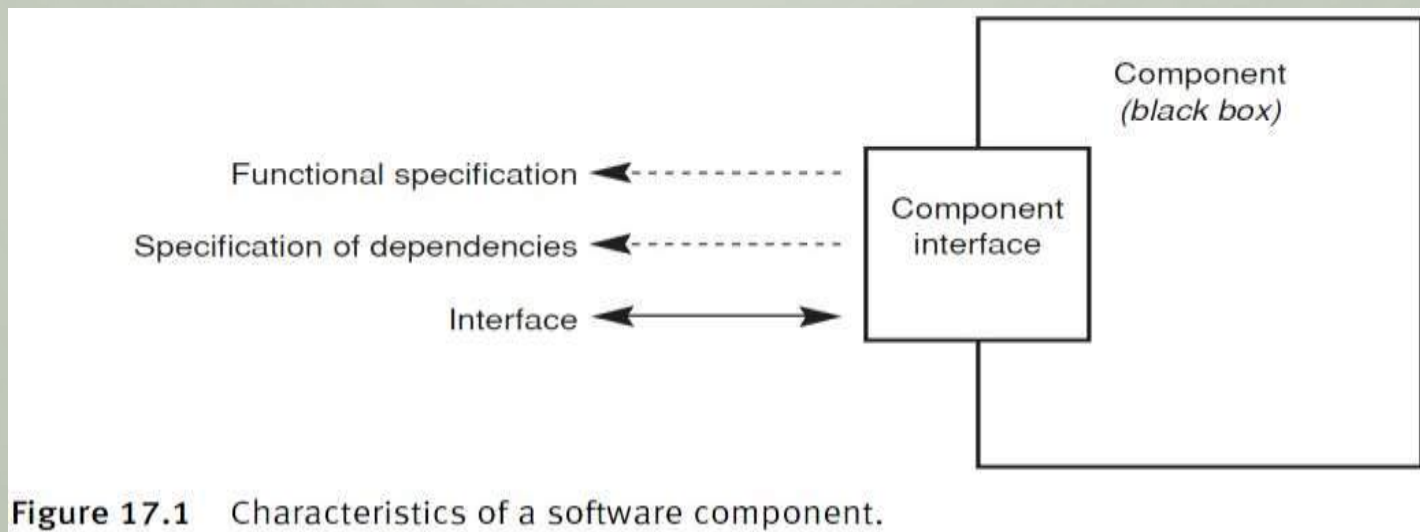 Component
(black box)
Functional specification
Component
interface
Specification of dependencies
Interface
Figure 17.1 Characteristics of a software component.